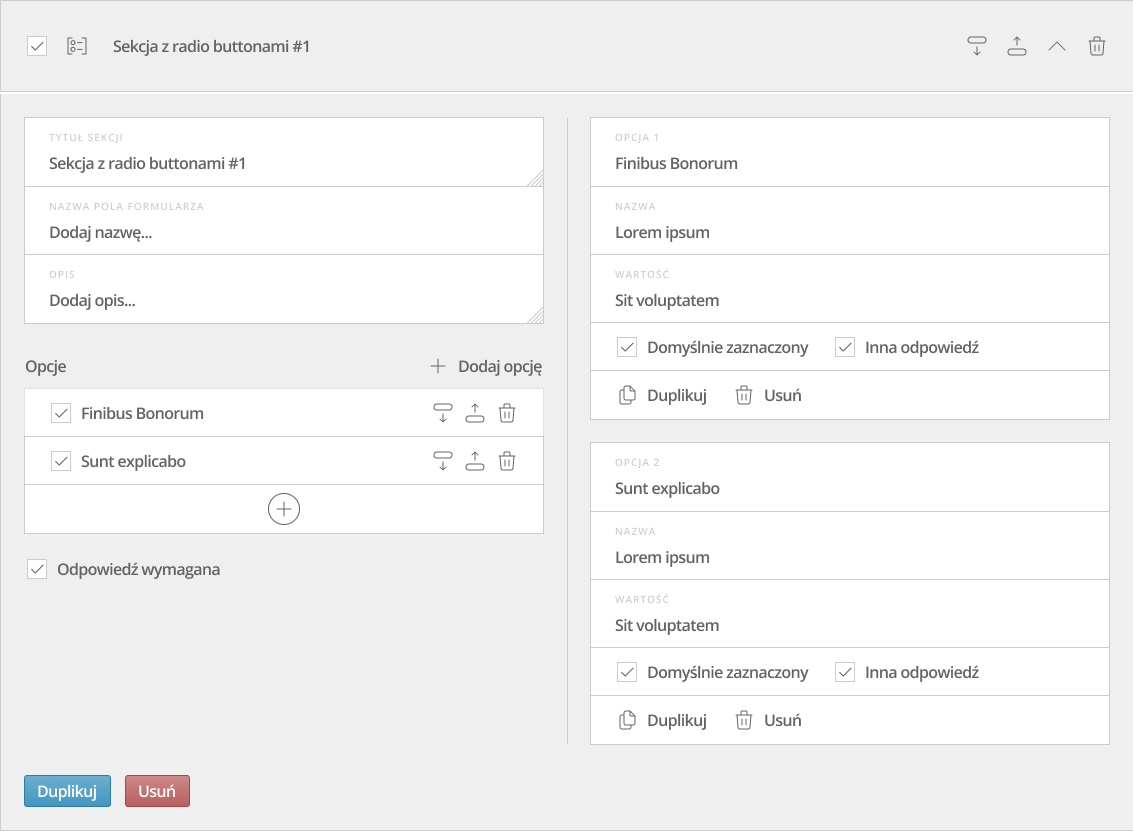 Sekcja z radio buttonami #1
TYTUŁ SEKCJI
Sekcja z radio buttonami #1
NAZWA POLA FORMULARZA
Dodaj nazwę...
OPIS
Dodaj opis...
Opcje
Dodaj opcję
Finibus Bonorum
Sunt explicabo
Odpowiedź wymagana
OPCJA 1
Finibus Bonorum
NAZWA
Lorem ipsum
WARTOŚĆ
Sit voluptatem
Domyślnie zaznaczony Inna odpowiedź
Duplikuj Usuń
OPCJA 2
Sunt explicabo
NAZWA
Lorem ipsum
WARTOŚĆ
Sit voluptatem
Domyślnie zaznaczony Inna odpowiedź
Duplikuj Usuń
Duplikuj Usuń